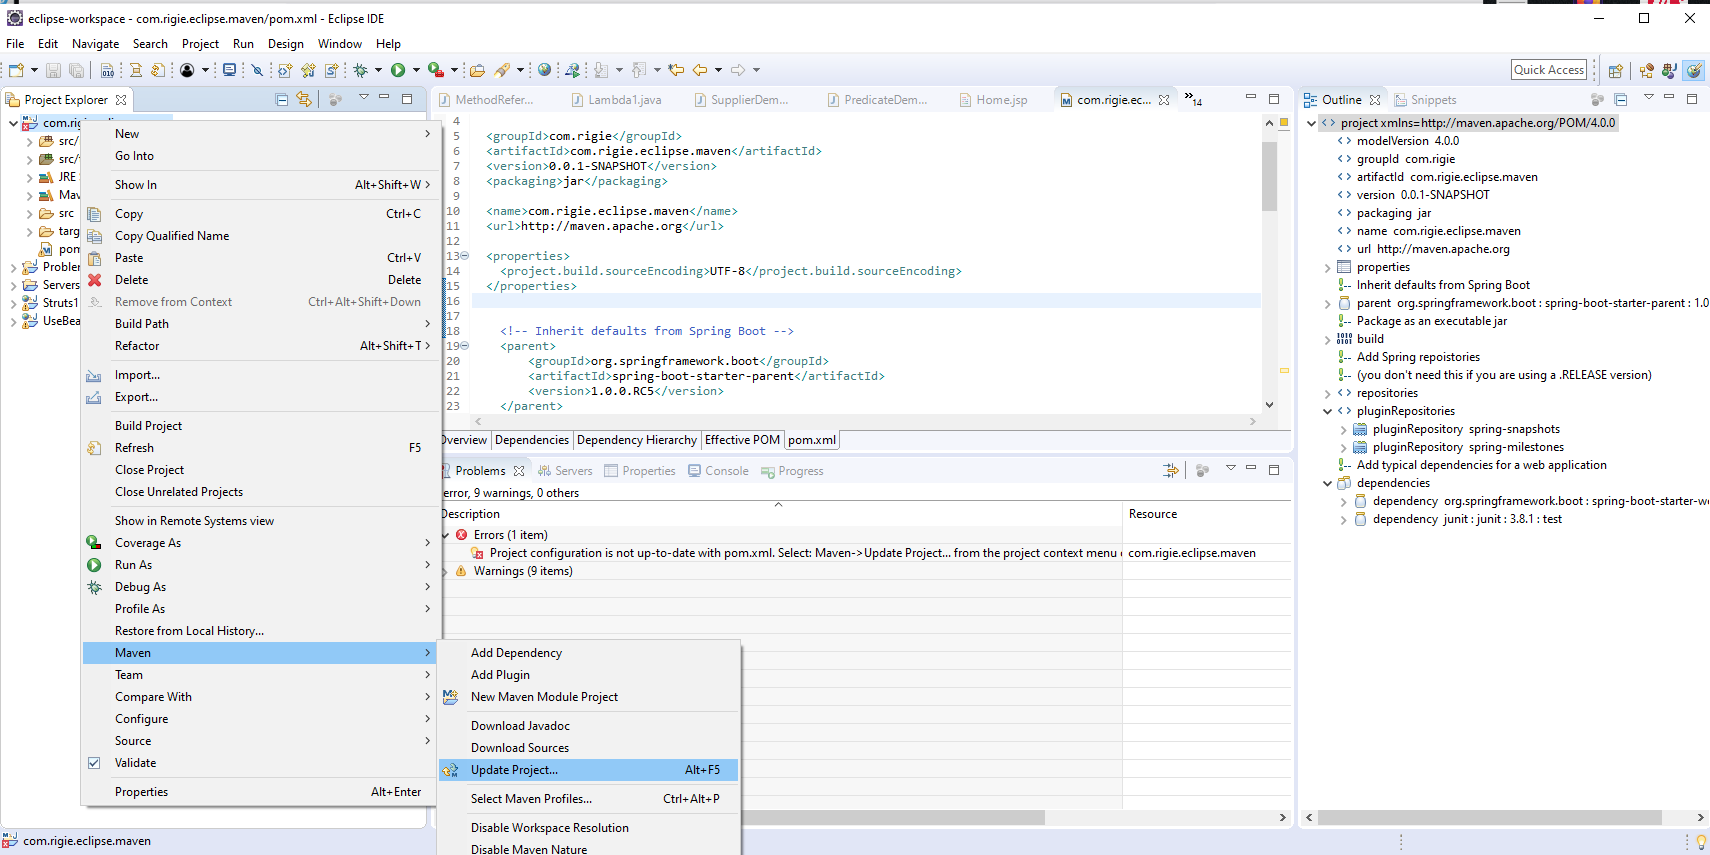 eclipse-workspace - com.rigie.eclipse.maven/pom.xml - Eclipse IDE
File Edit Navigate Search Project Run Design Window Help
Quick Access
Project Explorer
com.rigie.eclipse
src/
src/
JRE S
Mav
src
targ
pom
Problem
Servers
Struts1
UseBea
New
Go Into
Show In Alt+Shift+W
Copy Ctrl+C
Copy Qualified Name
Paste Ctrl+V
Delete Delete
Remove from Context Ctrl+Alt+Shift+Down
Build Path
Refactor Alt+Shift+T
Import...
Export...
Build Project
Refresh F5
Close Project
Close Unrelated Projects
Show in Remote Systems view
Coverage As
Run As
Debug As
Profile As
Restore from Local History...
Maven
Team
Compare With
Configure
Source
Validate
Properties Alt+Enter
Add Dependency
Add Plugin
New Maven Module Project
Download Javadoc
Download Sources
Update Project... Alt+F5
Select Maven Profiles... Ctrl+Alt+P
Disable Workspace Resolution
Disable Maven Nature
MethodRefer... Lambda1.java SupplierDem... PredicateDem... Home.jsp com.rigie.ec... 14
4
5 <groupId>com.rigie</groupId>
6 <artifactId>com.rigie.eclipse.maven</artifactId>
7 <version>0.0.1-SNAPSHOT</version>
8 <packaging>jar</packaging>
9
10 <name>com.rigie.eclipse.maven</name>
11 <url>http://maven.apache.org</url>
12
13 <properties>
14 <project.build.sourceEncoding>UTF-8</project.build.sourceEncoding>
15 </properties>
16
17
18 <!-- Inherit defaults from Spring Boot -->
19 <parent>
20 <groupId>org.springframework.boot</groupId>
21 <artifactId>spring-boot-starter-parent</artifactId>
22 <version>1.0.0.RC5</version>
23 </parent>
Overview Dependencies Dependency Hierarchy Effective POM pom.xml
Problems Servers Properties Console Progress
error, 9 warnings, 0 others
Description Resource
Errors (1 item)
Project configuration is not up-to-date with pom.xml. Select: Maven->Update Project... from the project context menu o com.rigie.eclipse.maven
Warnings (9 items)
Outline Snippets
project xmlns=http://maven.apache.org/POM/4.0.0
modelVersion 4.0.0
groupId com.rigie
artifactId com.rigie.eclipse.maven
version 0.0.1-SNAPSHOT
packaging jar
name com.rigie.eclipse.maven
url http://maven.apache.org
properties
Inherit defaults from Spring Boot
parent org.springframework.boot : spring-boot-starter-parent : 1.0
Package as an executable jar
build
Add Spring repoistories
(you don't need this if you are using a .RELEASE version)
repositories
pluginRepositories
pluginRepository spring-snapshots
pluginRepository spring-milestones
Add typical dependencies for a web application
dependencies
dependency org.springframework.boot : spring-boot-starter-w
dependency junit : junit : 3.8.1 : test
com.rigie.eclipse.maven